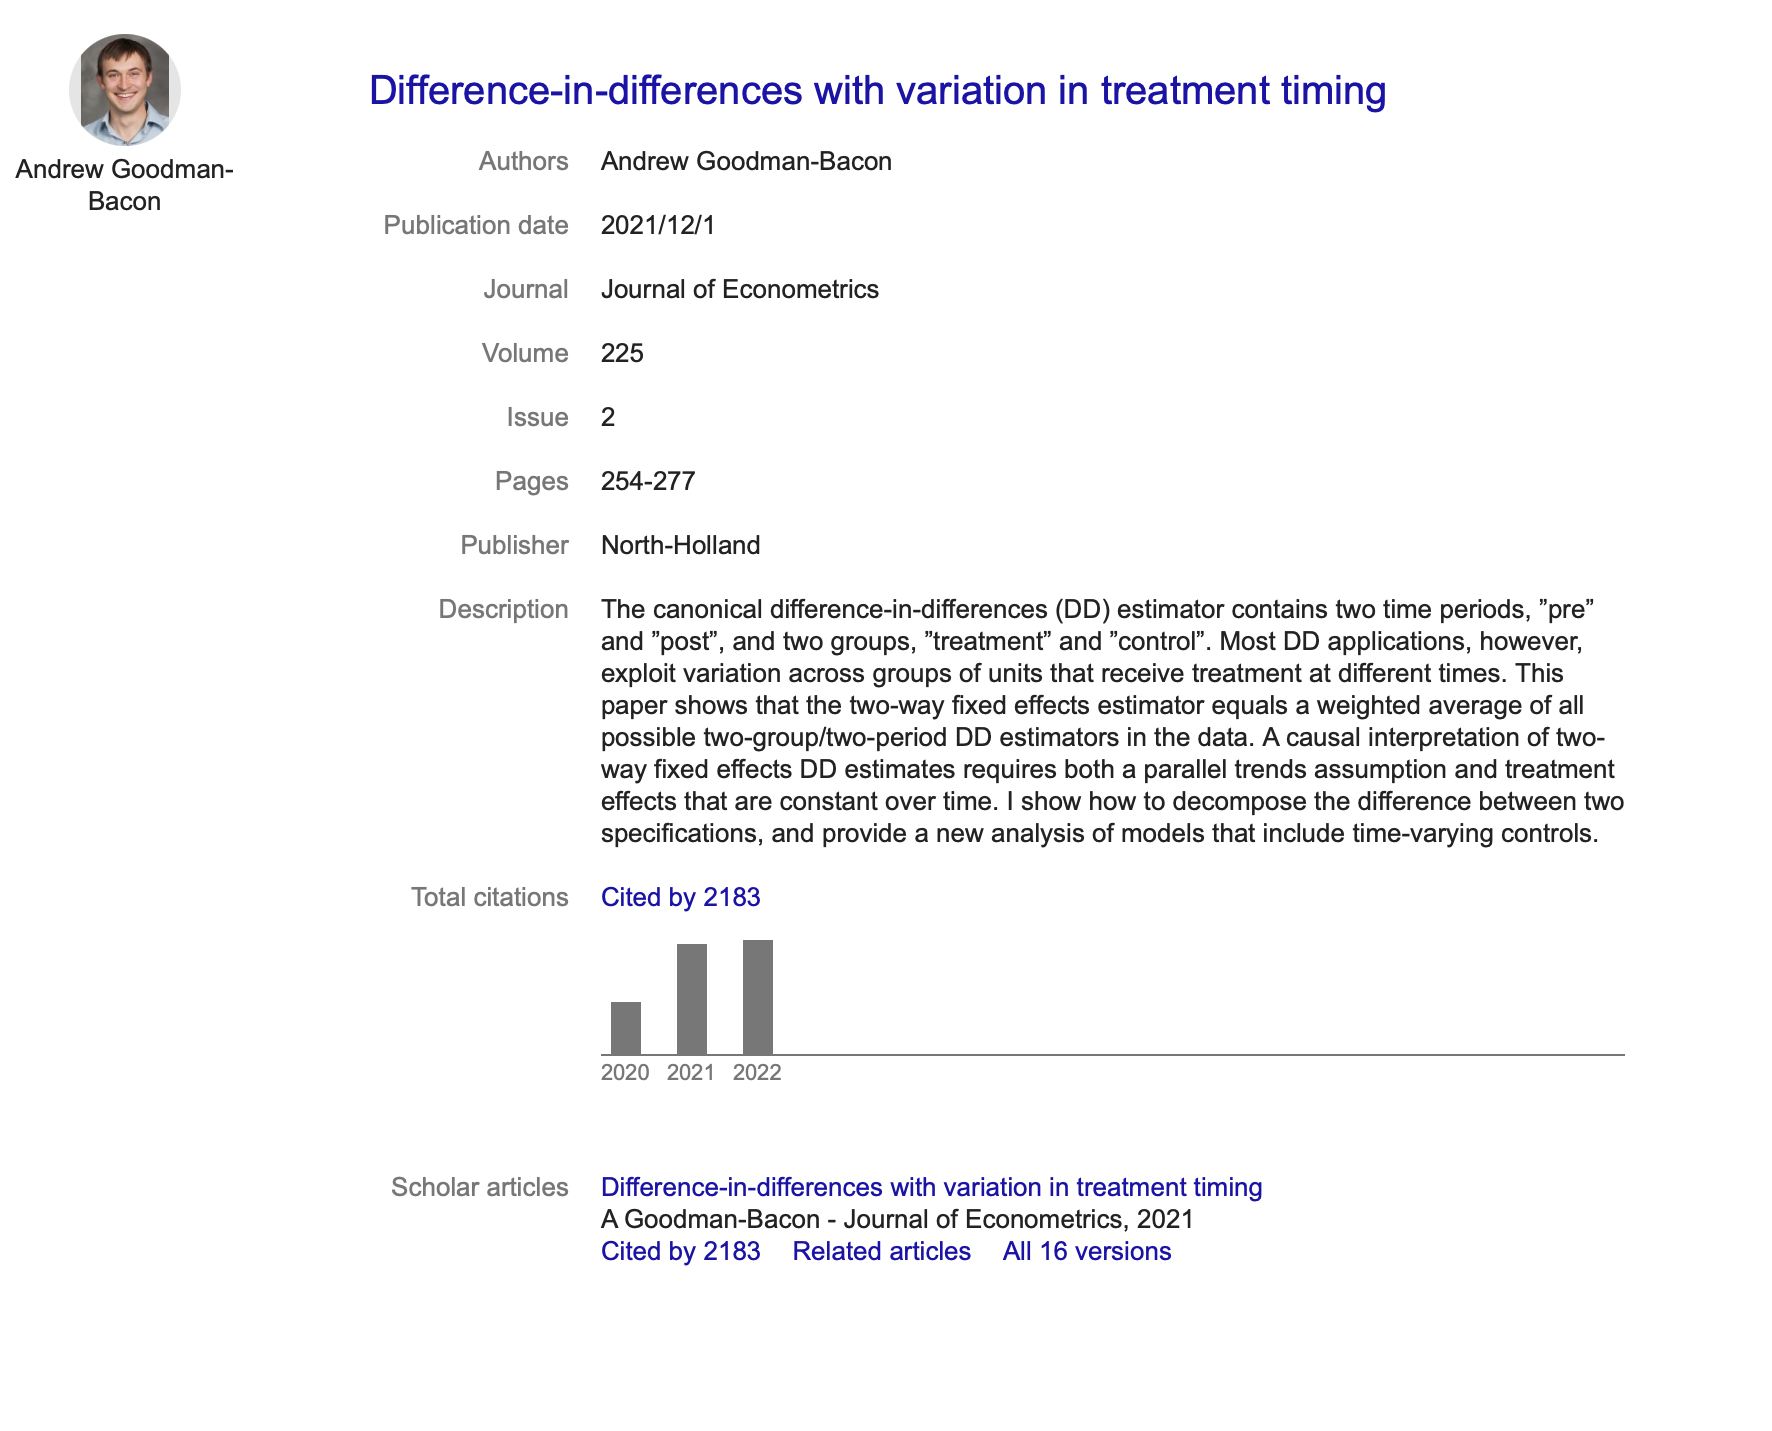 Andrew Goodman-
Bacon
Difference-in-differences with variation in treatment timing
Authors Andrew Goodman-Bacon
Publication date 2021/12/1
Journal Journal of Econometrics
Volume 225
Issue 2
Pages 254-277
Publisher North-Holland
Description The canonical difference-in-differences (DD) estimator contains two time periods, ”pre”
and ”post”, and two groups, ”treatment” and ”control”. Most DD applications, however,
exploit variation across groups of units that receive treatment at different times. This
paper shows that the two-way fixed effects estimator equals a weighted average of all
possible two-group/two-period DD estimators in the data. A causal interpretation of two-
way fixed effects DD estimates requires both a parallel trends assumption and treatment
effects that are constant over time. I show how to decompose the difference between two
specifications, and provide a new analysis of models that include time-varying controls.
Total citations Cited by 2183
2020 2021 2022
Scholar articles Difference-in-differences with variation in treatment timing
A Goodman-Bacon - Journal of Econometrics, 2021
Cited by 2183 Related articles All 16 versions